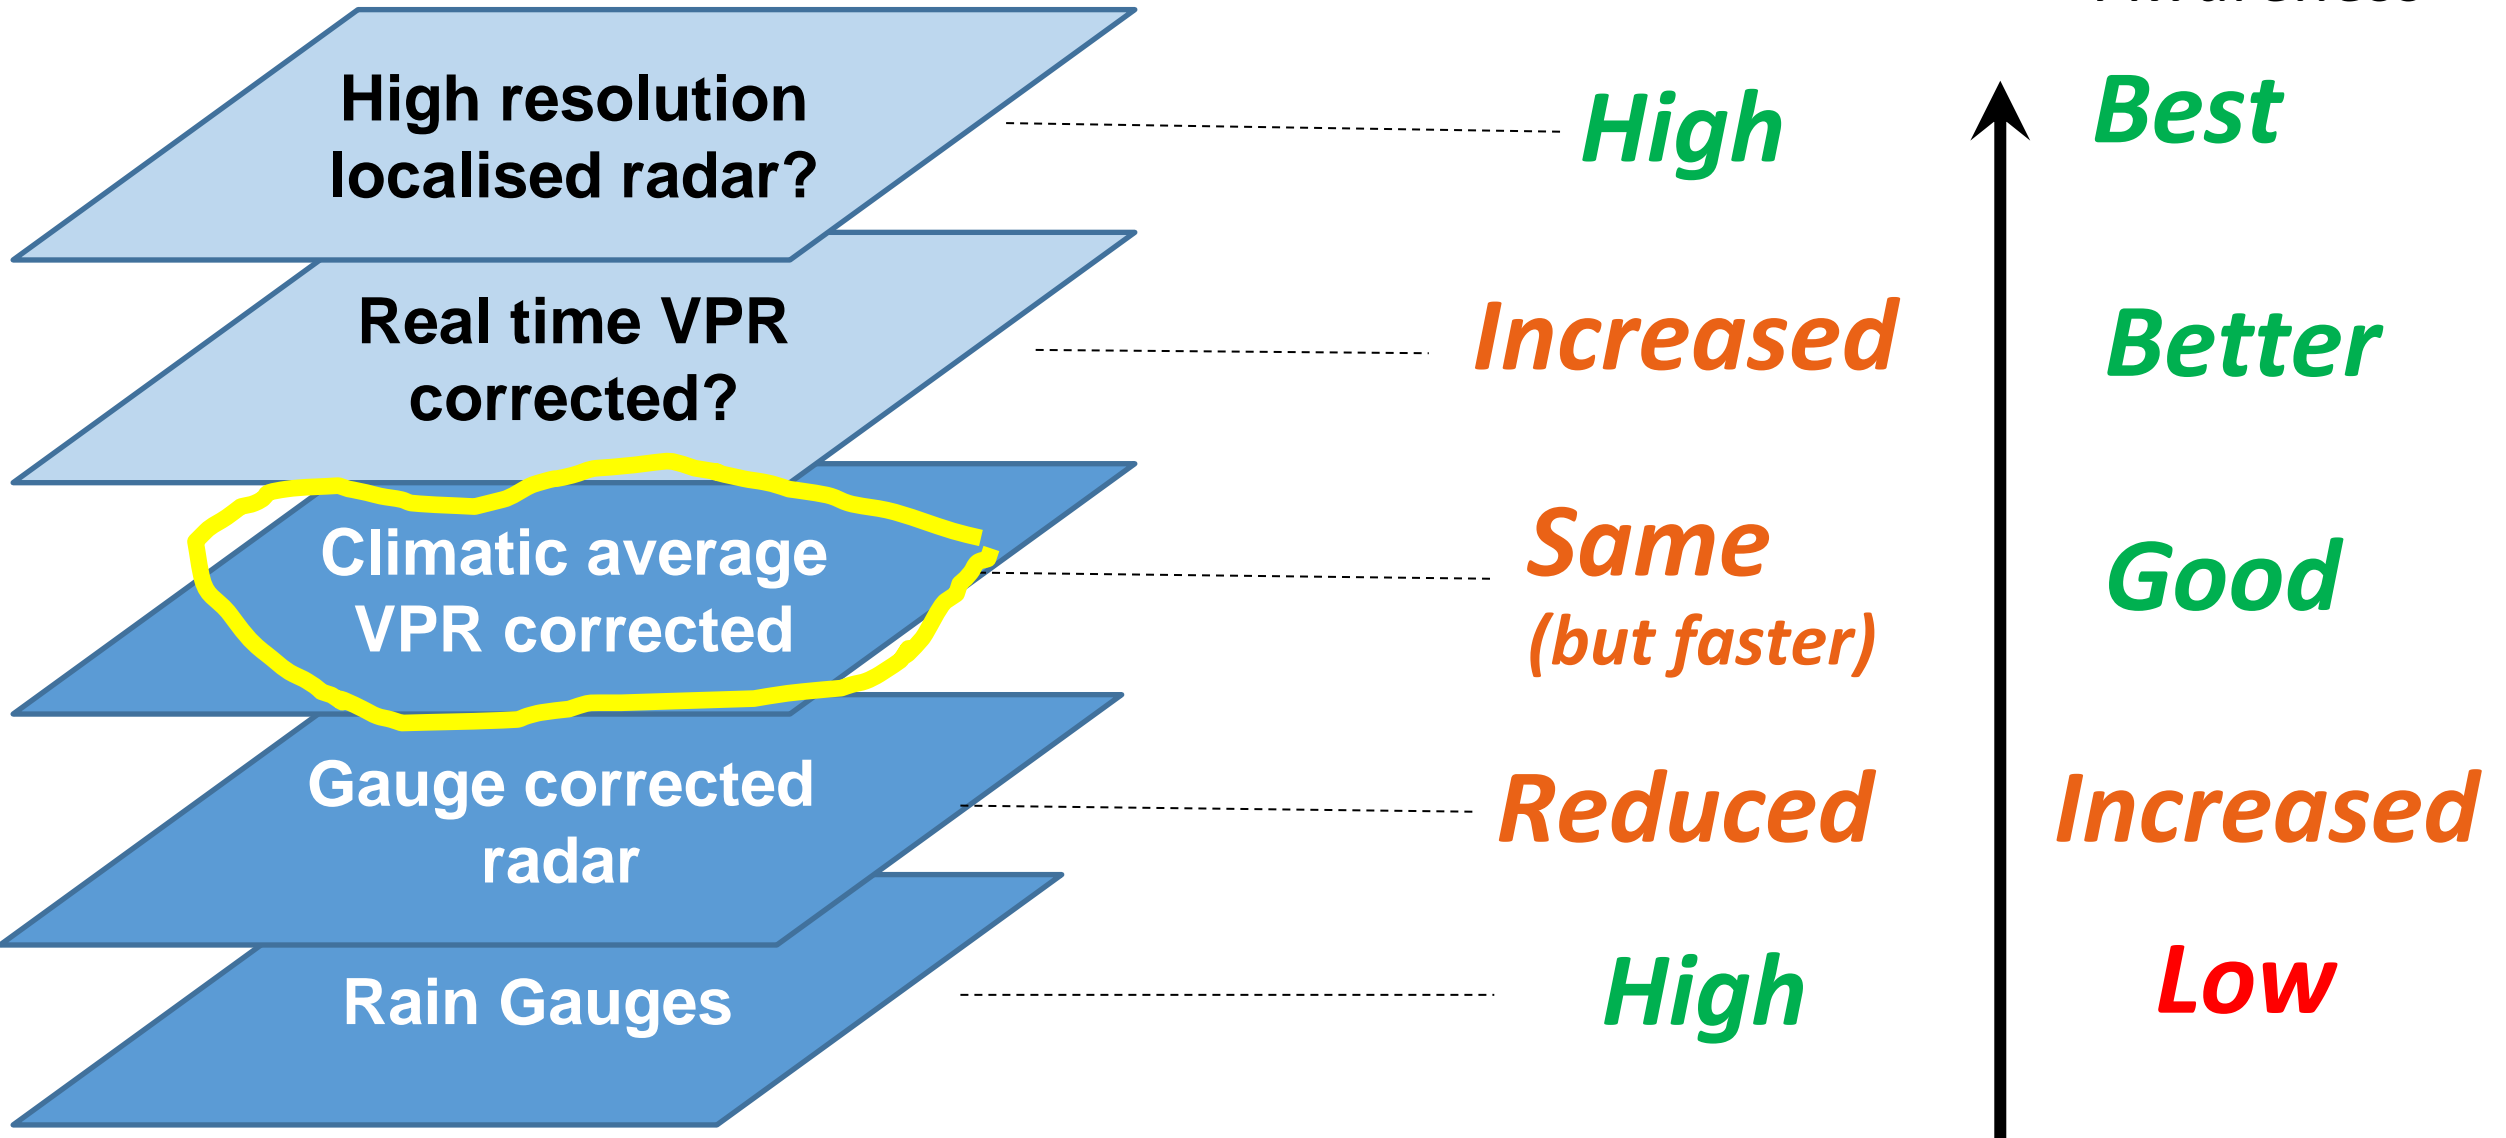 High resolution
localised radar?
High
Best
Real time VPR
corrected?
Increased
Better
Climatic average
VPR corrected
Same
(but faster)
Good
Gauge corrected
radar
Reduced
Increased
Rain Gauges
High
Low